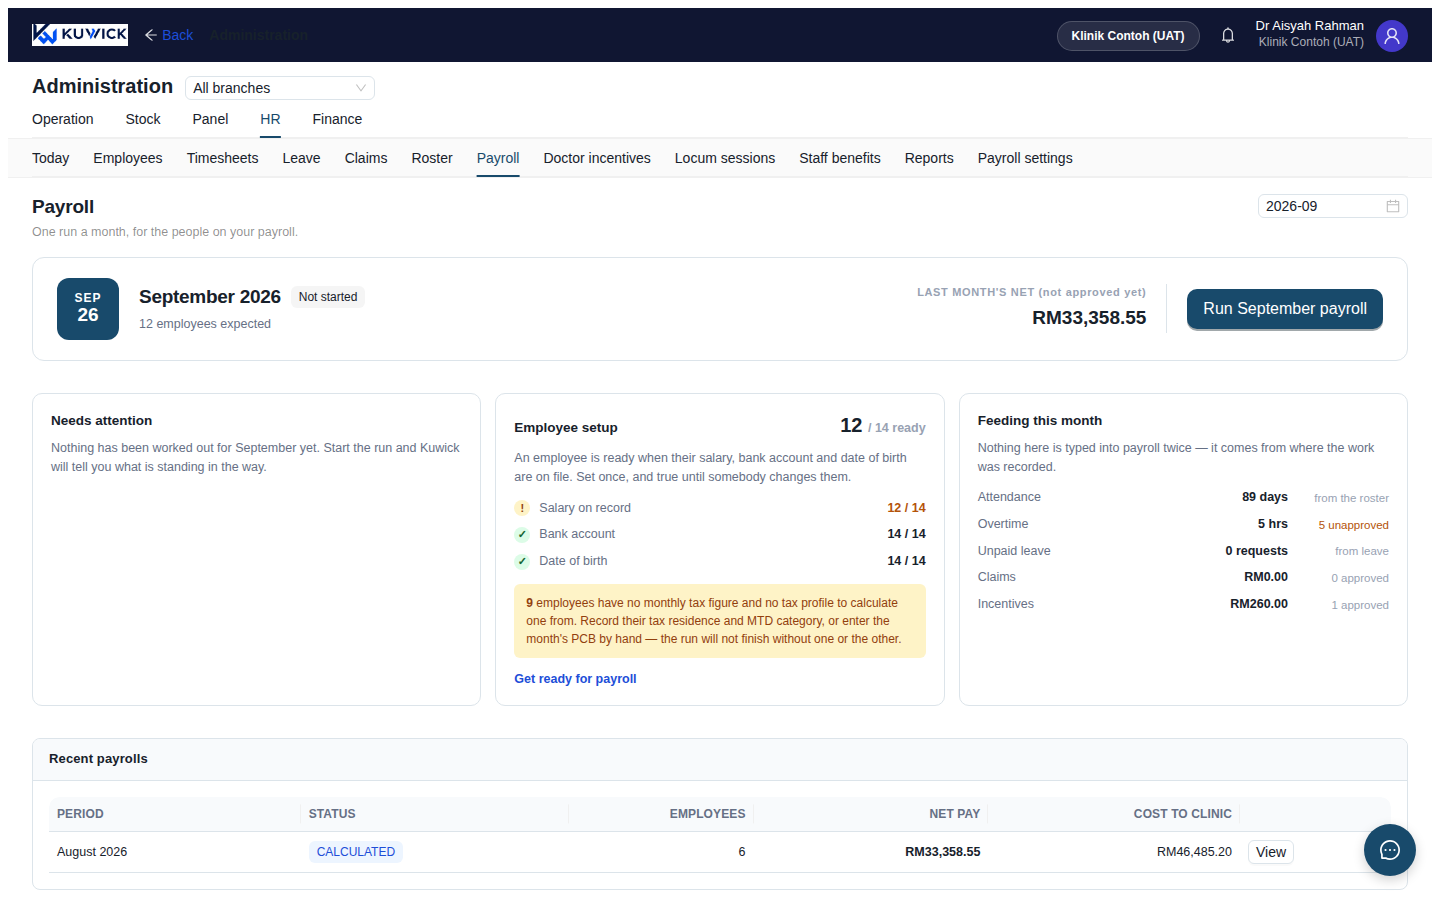 KUWICK
Back
Administration
Klinik Contoh (UAT)
Dr Aisyah Rahman
Klinik Contoh (UAT)
Administration
All branches
Operation
Stock
Panel
HR
Finance
Today
Employees
Timesheets
Leave
Claims
Roster
Payroll
Doctor incentives
Locum sessions
Staff benefits
Reports
Payroll settings
Payroll
2026-09
One run a month, for the people on your payroll.
SEP
26
September 2026
Not started
12 employees expected
LAST MONTH'S NET (not approved yet)
RM33,358.55
Run September payroll
Needs attention
Nothing has been worked out for September yet. Start the run and Kuwick
will tell you what is standing in the way.
Employee setup
12 / 14 ready
An employee is ready when their salary, bank account and date of birth
are on file. Set once, and true until somebody changes them.
! Salary on record 12 / 14
✓ Bank account 14 / 14
✓ Date of birth 14 / 14
9 employees have no monthly tax figure and no tax profile to calculate
one from. Record their tax residence and MTD category, or enter the
month's PCB by hand — the run will not finish without one or the other.
Get ready for payroll
Feeding this month
Nothing here is typed into payroll twice — it comes from where the work
was recorded.
Attendance 89 days from the roster
Overtime 5 hrs 5 unapproved
Unpaid leave 0 requests from leave
Claims RM0.00 0 approved
Incentives RM260.00 1 approved
Recent payrolls
PERIOD STATUS EMPLOYEES NET PAY COST TO CLINIC
August 2026 CALCULATED 6 RM33,358.55 RM46,485.20 View